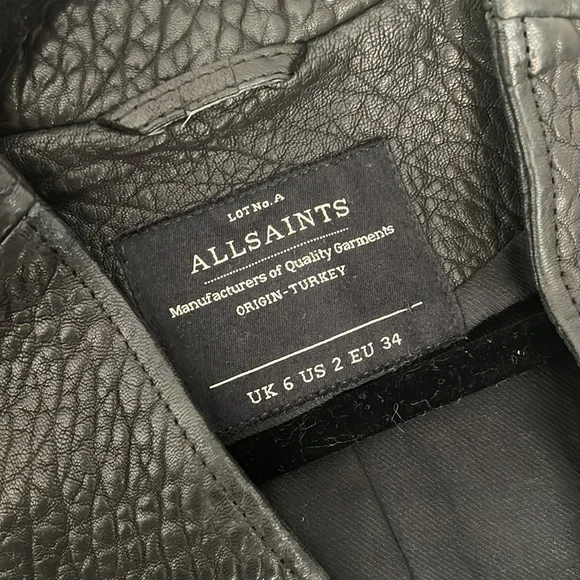 LOT No. A
ALLSAINTS
Manufacturers of Quality Garments
ORIGIN-TURKEY
UK 6 US 2 EU 34